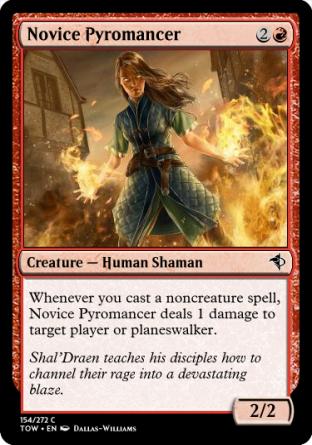 Novice Pyromancer 2
Creature — Human Shaman
Whenever you cast a noncreature spell,
Novice Pyromancer deals 1 damage to
target player or planeswalker.
Shal'Draen teaches his disciples how to
channel their rage into a devastating
blaze.
2/2
154/272 C
TOW • EN Dallas-Williams